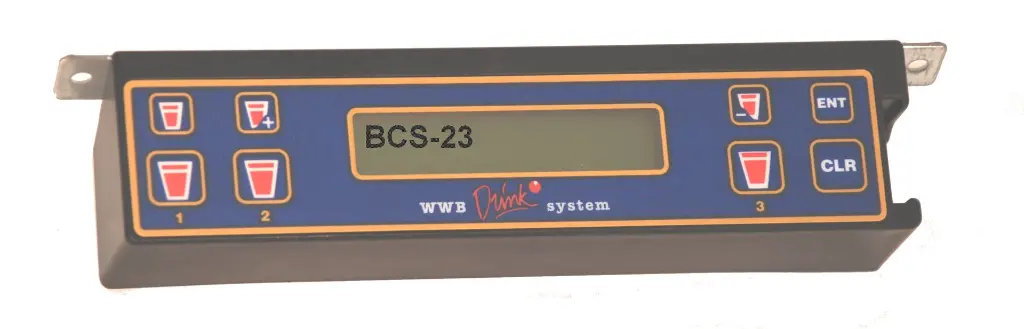 BCS-23
+
-
ENT
CLR
WWB Drink system
1
2
3